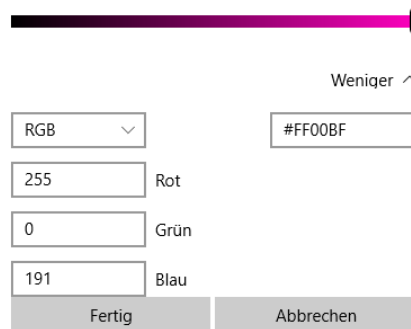 Weniger
RGB #FF00BF
255 Rot
0 Grün
191 Blau
Fertig Abbrechen